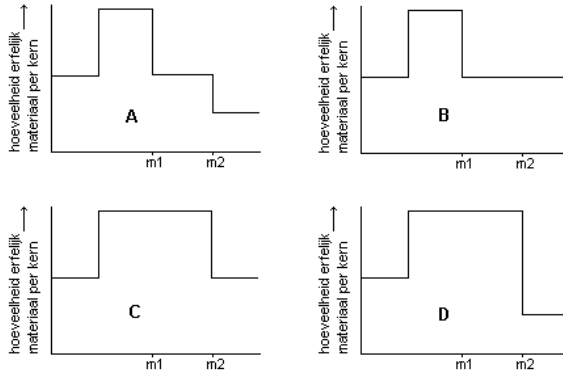 hoeveelheid erfelijk
materiaal per kern
A
m1
m2
hoeveelheid erfelijk
materiaal per kern
B
m1
m2
hoeveelheid erfelijk
materiaal per kern
C
m1
m2
hoeveelheid erfelijk
materiaal per kern
D
m1
m2